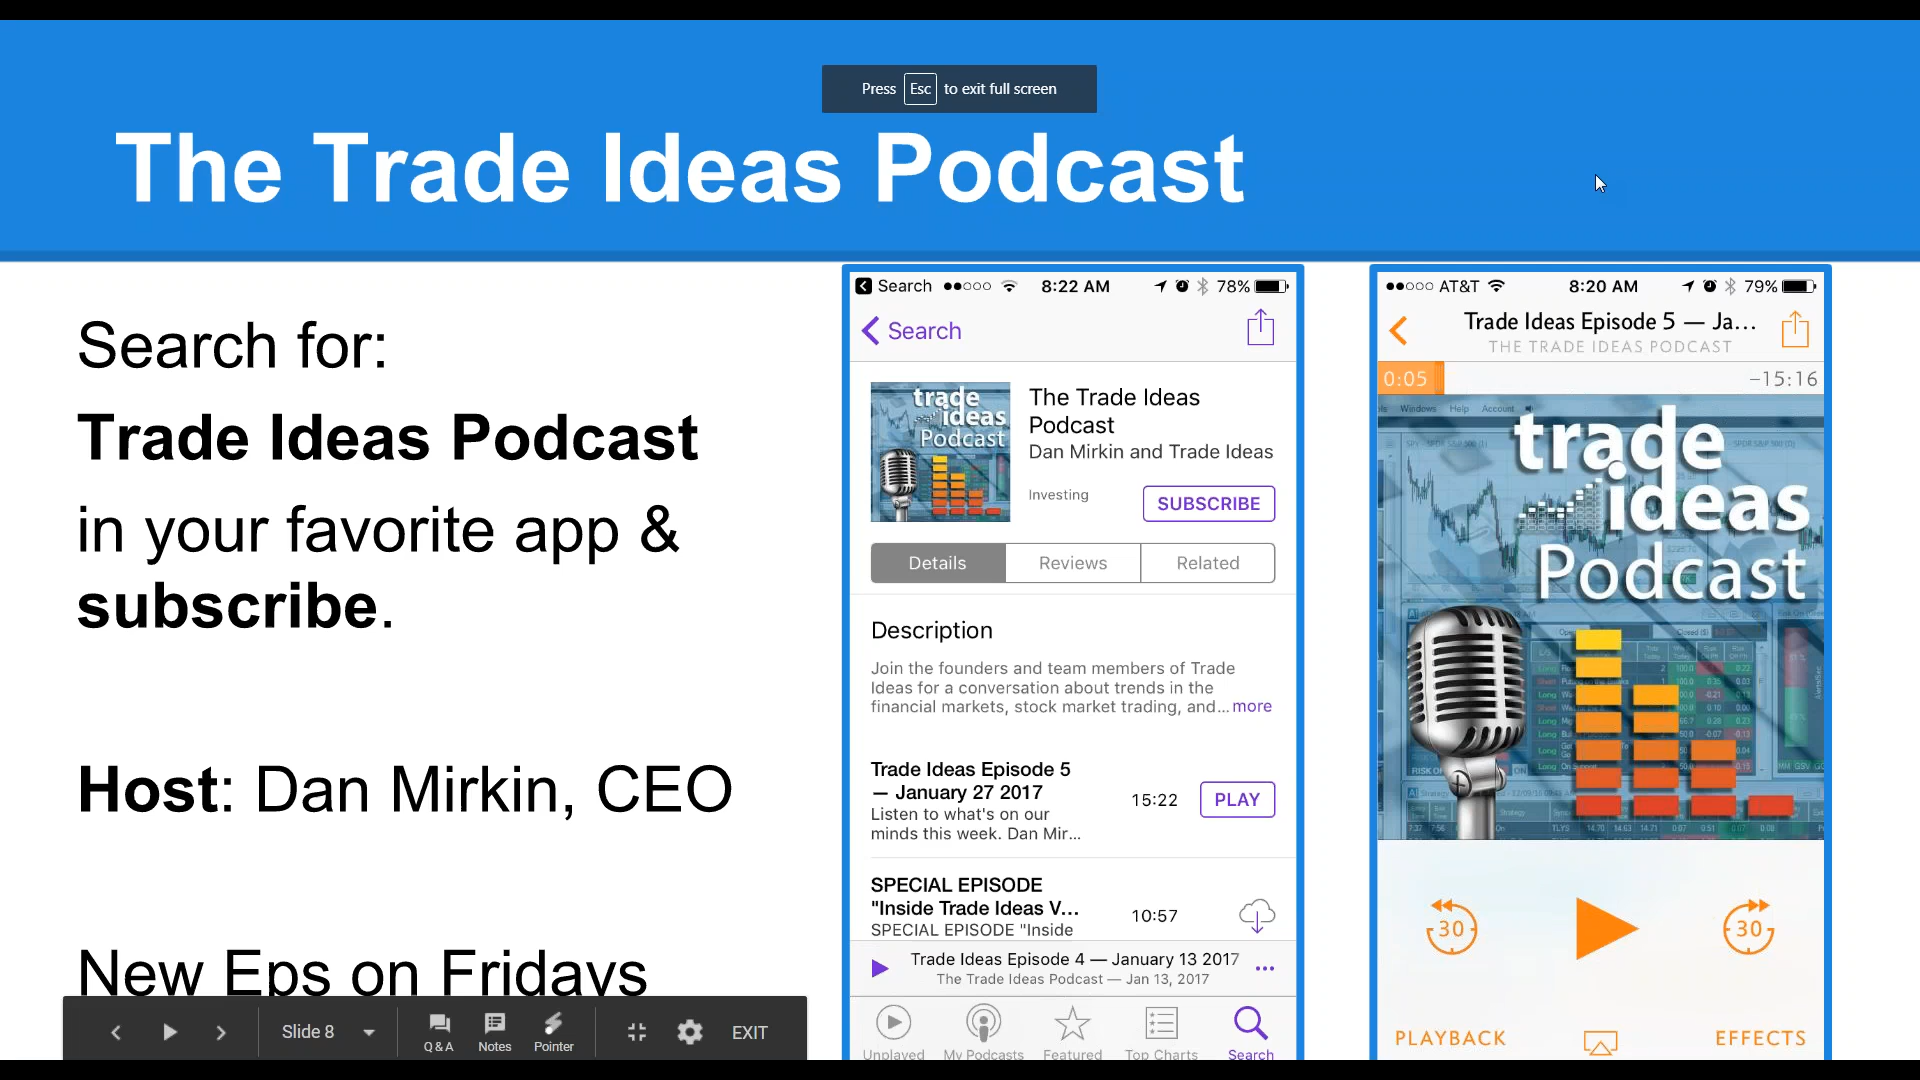 Press Esc to exit full screen
The Trade Ideas Podcast
Search for:
Trade Ideas Podcast
in your favorite app &
subscribe.
Host: Dan Mirkin, CEO
New Eps on Fridays
Slide 8
Q & A
Notes
Pointer
EXIT
Search 8:22 AM 78%
Search
trade
ideas
Podcast
The Trade Ideas
Podcast
Dan Mirkin and Trade Ideas
Investing
SUBSCRIBE
Details Reviews Related
Description
Join the founders and team members of Trade
Ideas for a conversation about trends in the
financial markets, stock market trading, and... more
Trade Ideas Episode 5
— January 27 2017
Listen to what's on our
minds this week. Dan Mir...
15:22 PLAY
SPECIAL EPISODE
"Inside Trade Ideas V...
SPECIAL EPISODE "Inside
10:57
Trade Ideas Episode 4 — January 13 2017
The Trade Ideas Podcast — Jan 13, 2017
Unplayed My Podcasts Featured Top Charts Search
AT&T 8:20 AM 79%
Trade Ideas Episode 5 — Ja...
THE TRADE IDEAS PODCAST
0:05 −15:16
Windows Help Account
trade
ideas
Podcast
30 30
PLAYBACK EFFECTS